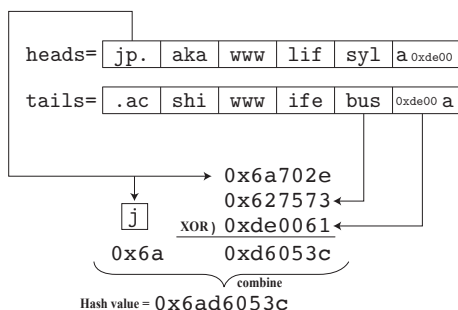 heads= jp. aka www lif syl a 0xde00
tails= .ac shi www ife bus 0xde00 a
0x6a702e
0x627573
j XOR) 0xde0061
0x6a 0xd6053c
combine
Hash value = 0x6ad6053c